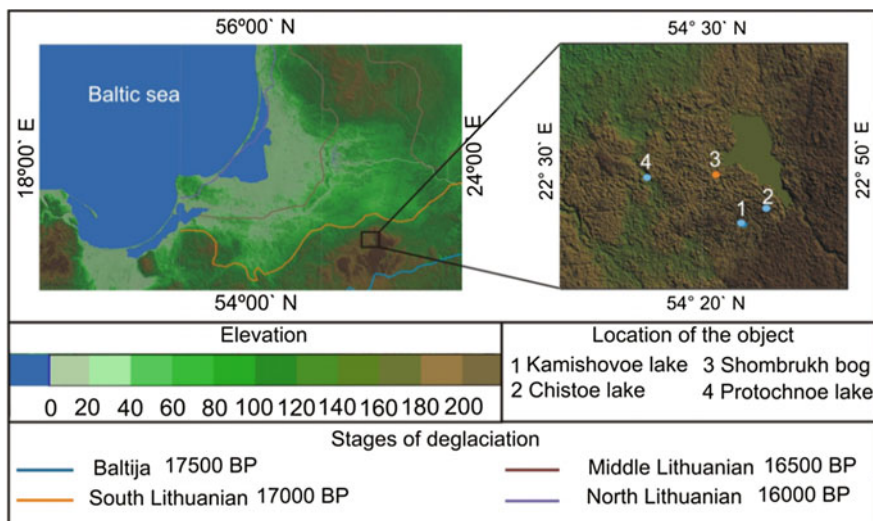 56º00` N
54° 30` N
Baltic sea
18º00` E
24º00` E
22º 30` E
22º 50` E
4
3
1
2
54º00` N
54° 20` N
Elevation
0 20 40 60 80 100 120 140 160 180 200
Location of the object
1 Kamishovoe lake 3 Shombrukh bog
2 Chistoe lake 4 Protochnoe lake
Stages of deglaciation
Baltija 17500 BP
Middle Lithuanian 16500 BP
South Lithuanian 17000 BP
North Lithuanian 16000 BP